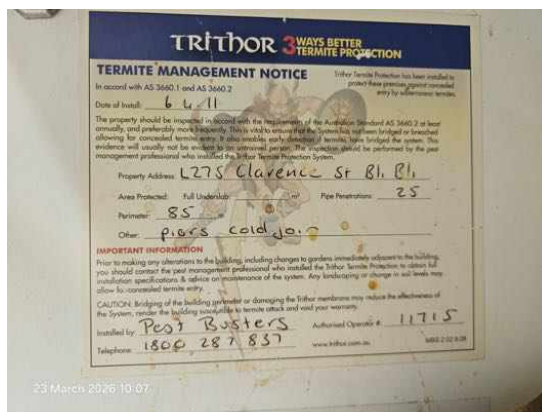 TRITHOR 3 WAYS BETTER TERMITE PROTECTION
TERMITE MANAGEMENT NOTICE
Trithor Termite Protection has been installed to protect these premises against concealed entry by subterranean termites.
In accord with AS 3660.1 and AS 3660.2
Date of Install: 6 4 11
The property should be inspected in accord with the requirements of the Australian Standard AS 3660.2 at least
annually, and preferably more frequently. This is vital to ensure that the System has not been bridged or breached
allowing for concealed termite entry. It also enables early detection if termites have bridged the system. This
evidence will usually not be evident to an untrained person. The inspection should be performed by the pest
management professional who installed the Trithor Termite Protection System.
Property Address: L275 Clarence St Bli Bli
Area Protected: Full Underslab: m² Pipe Penetrations: 25
Perimeter: 85 m
Other: piers cold join
IMPORTANT INFORMATION
Prior to making any alterations to the building, including changes to gardens immediately adjacent to the building,
you should contact the pest management professional who installed the Trithor Termite Protection to obtain full
installation specifications & advice on maintenance of the system. Any landscaping or change in soil levels may
allow for concealed termite entry.
CAUTION: Bridging of the building perimeter or damaging the Trithor membrane may reduce the effectiveness of
the System, render the building susceptible to termite attack and void your warranty.
Installed by: Pest Busters Authorised Operator #: 11715
Telephone: 1800 287 837 www.trithor.com.au
23 March 2026 10:07